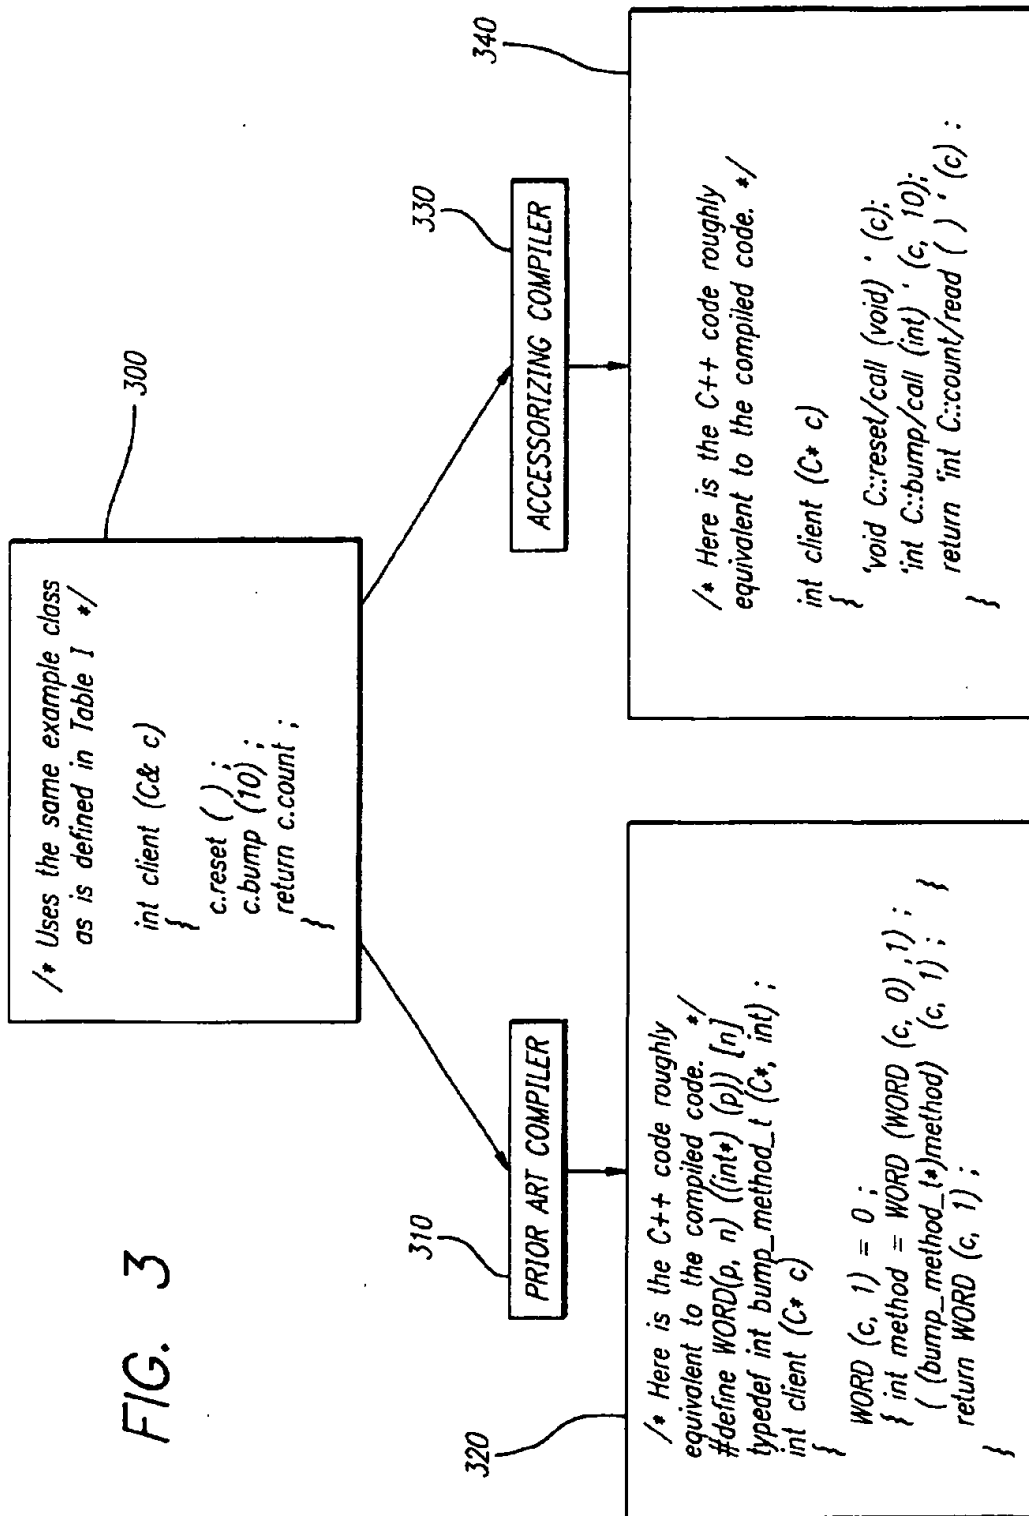 FIG. 3
300
/* Uses the same example class
as is defined in Table I */
int client (C& c)
{
c.reset ( ) ;
c.bump (10) ;
return c.count ;
}
310
PRIOR ART COMPILER
330
ACCESSORIZING COMPILER
320
/* Here is the C++ code roughly
equivalent to the compiled code. */
#define WORD(p, n) ((int*) (p)) [n]
typedef int bump_method_t (C*, int) ;
int client (C* c)
{
WORD (c, 1) = 0 ;
{ int method = WORD (WORD (c, 0) ,1) ;
( (bump_method_t*)method) (c, 1) ; }
return WORD (c, 1) ;
}
340
/* Here is the C++ code roughly
equivalent to the compiled code. */
int client (C* c)
{
'void C::reset/call (void) ' (c);
'int C::bump/call (int) ' (c, 10);
return 'int C::count/read ( ) ' (c) :
}